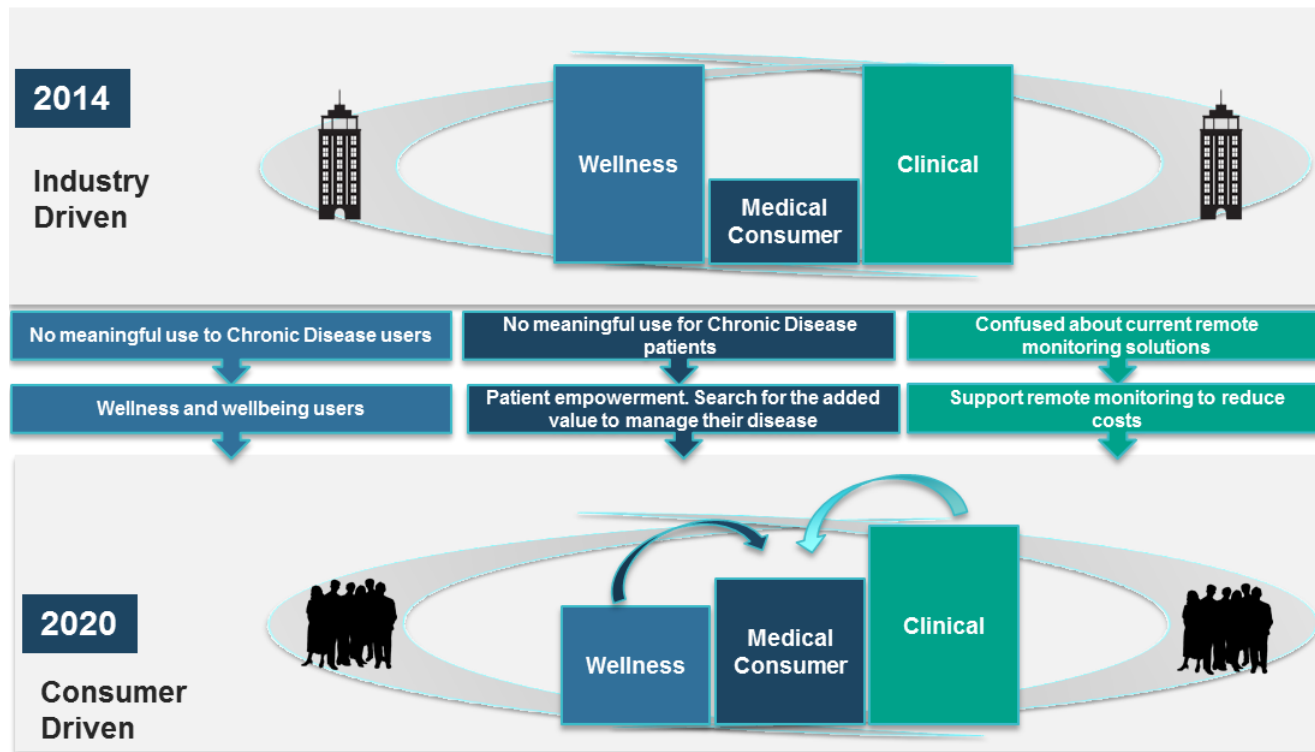 2014
Industry
Driven
Wellness
Medical
Consumer
Clinical
No meaningful use to Chronic Disease users
No meaningful use for Chronic Disease
patients
Confused about current remote
monitoring solutions
Wellness and wellbeing users
Patient empowerment. Search for the added
value to manage their disease
Support remote monitoring to reduce
costs
2020
Consumer
Driven
Wellness
Medical
Consumer
Clinical